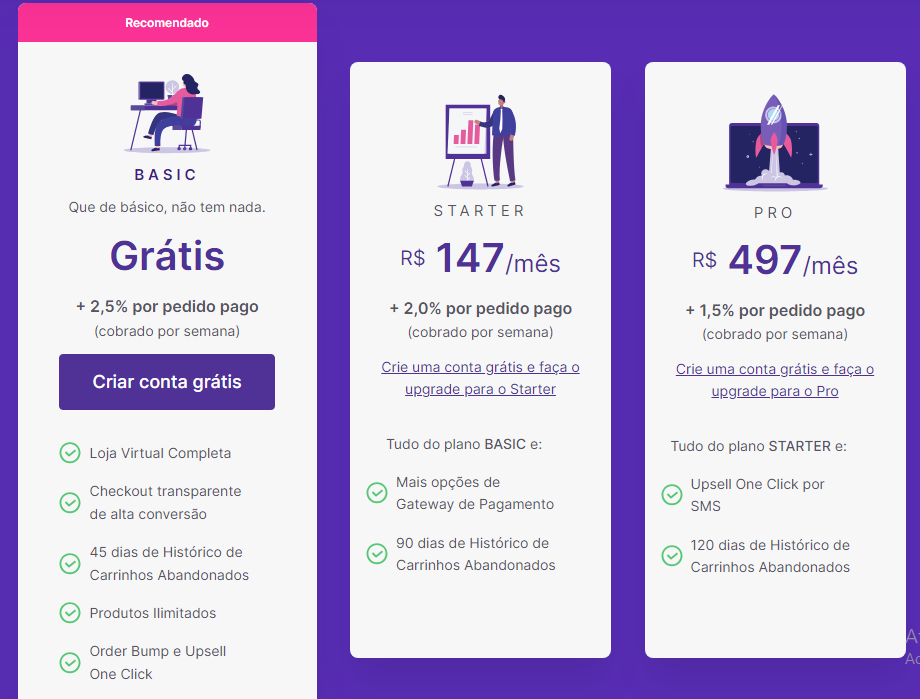 Recomendado
BASIC
Que de básico, não tem nada.
Grátis
+ 2,5% por pedido pago
(cobrado por semana)
Criar conta grátis
Loja Virtual Completa
Checkout transparente
de alta conversão
45 dias de Histórico de
Carrinhos Abandonados
Produtos Ilimitados
Order Bump e Upsell
One Click
STARTER
R$ 147/mês
+ 2,0% por pedido pago
(cobrado por semana)
Crie uma conta grátis e faça o
upgrade para o Starter
Tudo do plano BASIC e:
Mais opções de
Gateway de Pagamento
90 dias de Histórico de
Carrinhos Abandonados
PRO
R$ 497/mês
+ 1,5% por pedido pago
(cobrado por semana)
Crie uma conta grátis e faça o
upgrade para o Pro
Tudo do plano STARTER e:
Upsell One Click por
SMS
120 dias de Histórico de
Carrinhos Abandonados